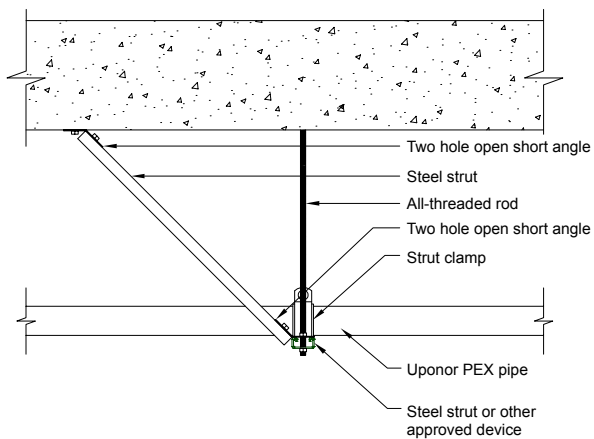 Two hole open short angle
Steel strut
All-threaded rod
Two hole open short angle
Strut clamp
Uponor PEX pipe
Steel strut or other
approved device